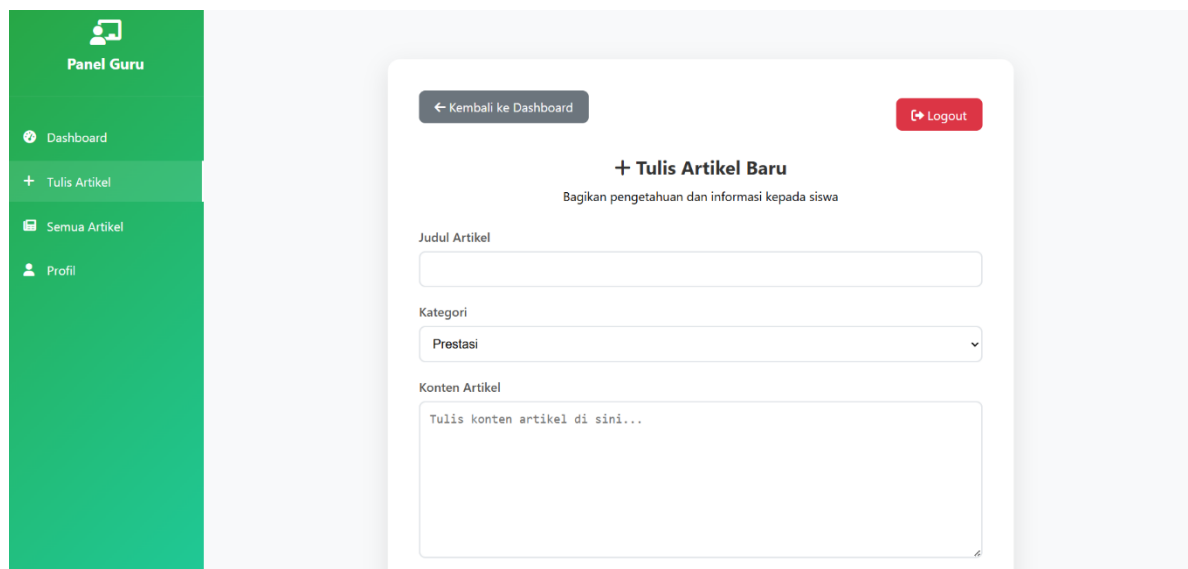 Panel Guru
Dashboard
Tulis Artikel
Semua Artikel
Profil
Kembali ke Dashboard
Logout
Tulis Artikel Baru
Bagikan pengetahuan dan informasi kepada siswa
Judul Artikel
Kategori
Prestasi
Konten Artikel
Tulis konten artikel di sini...